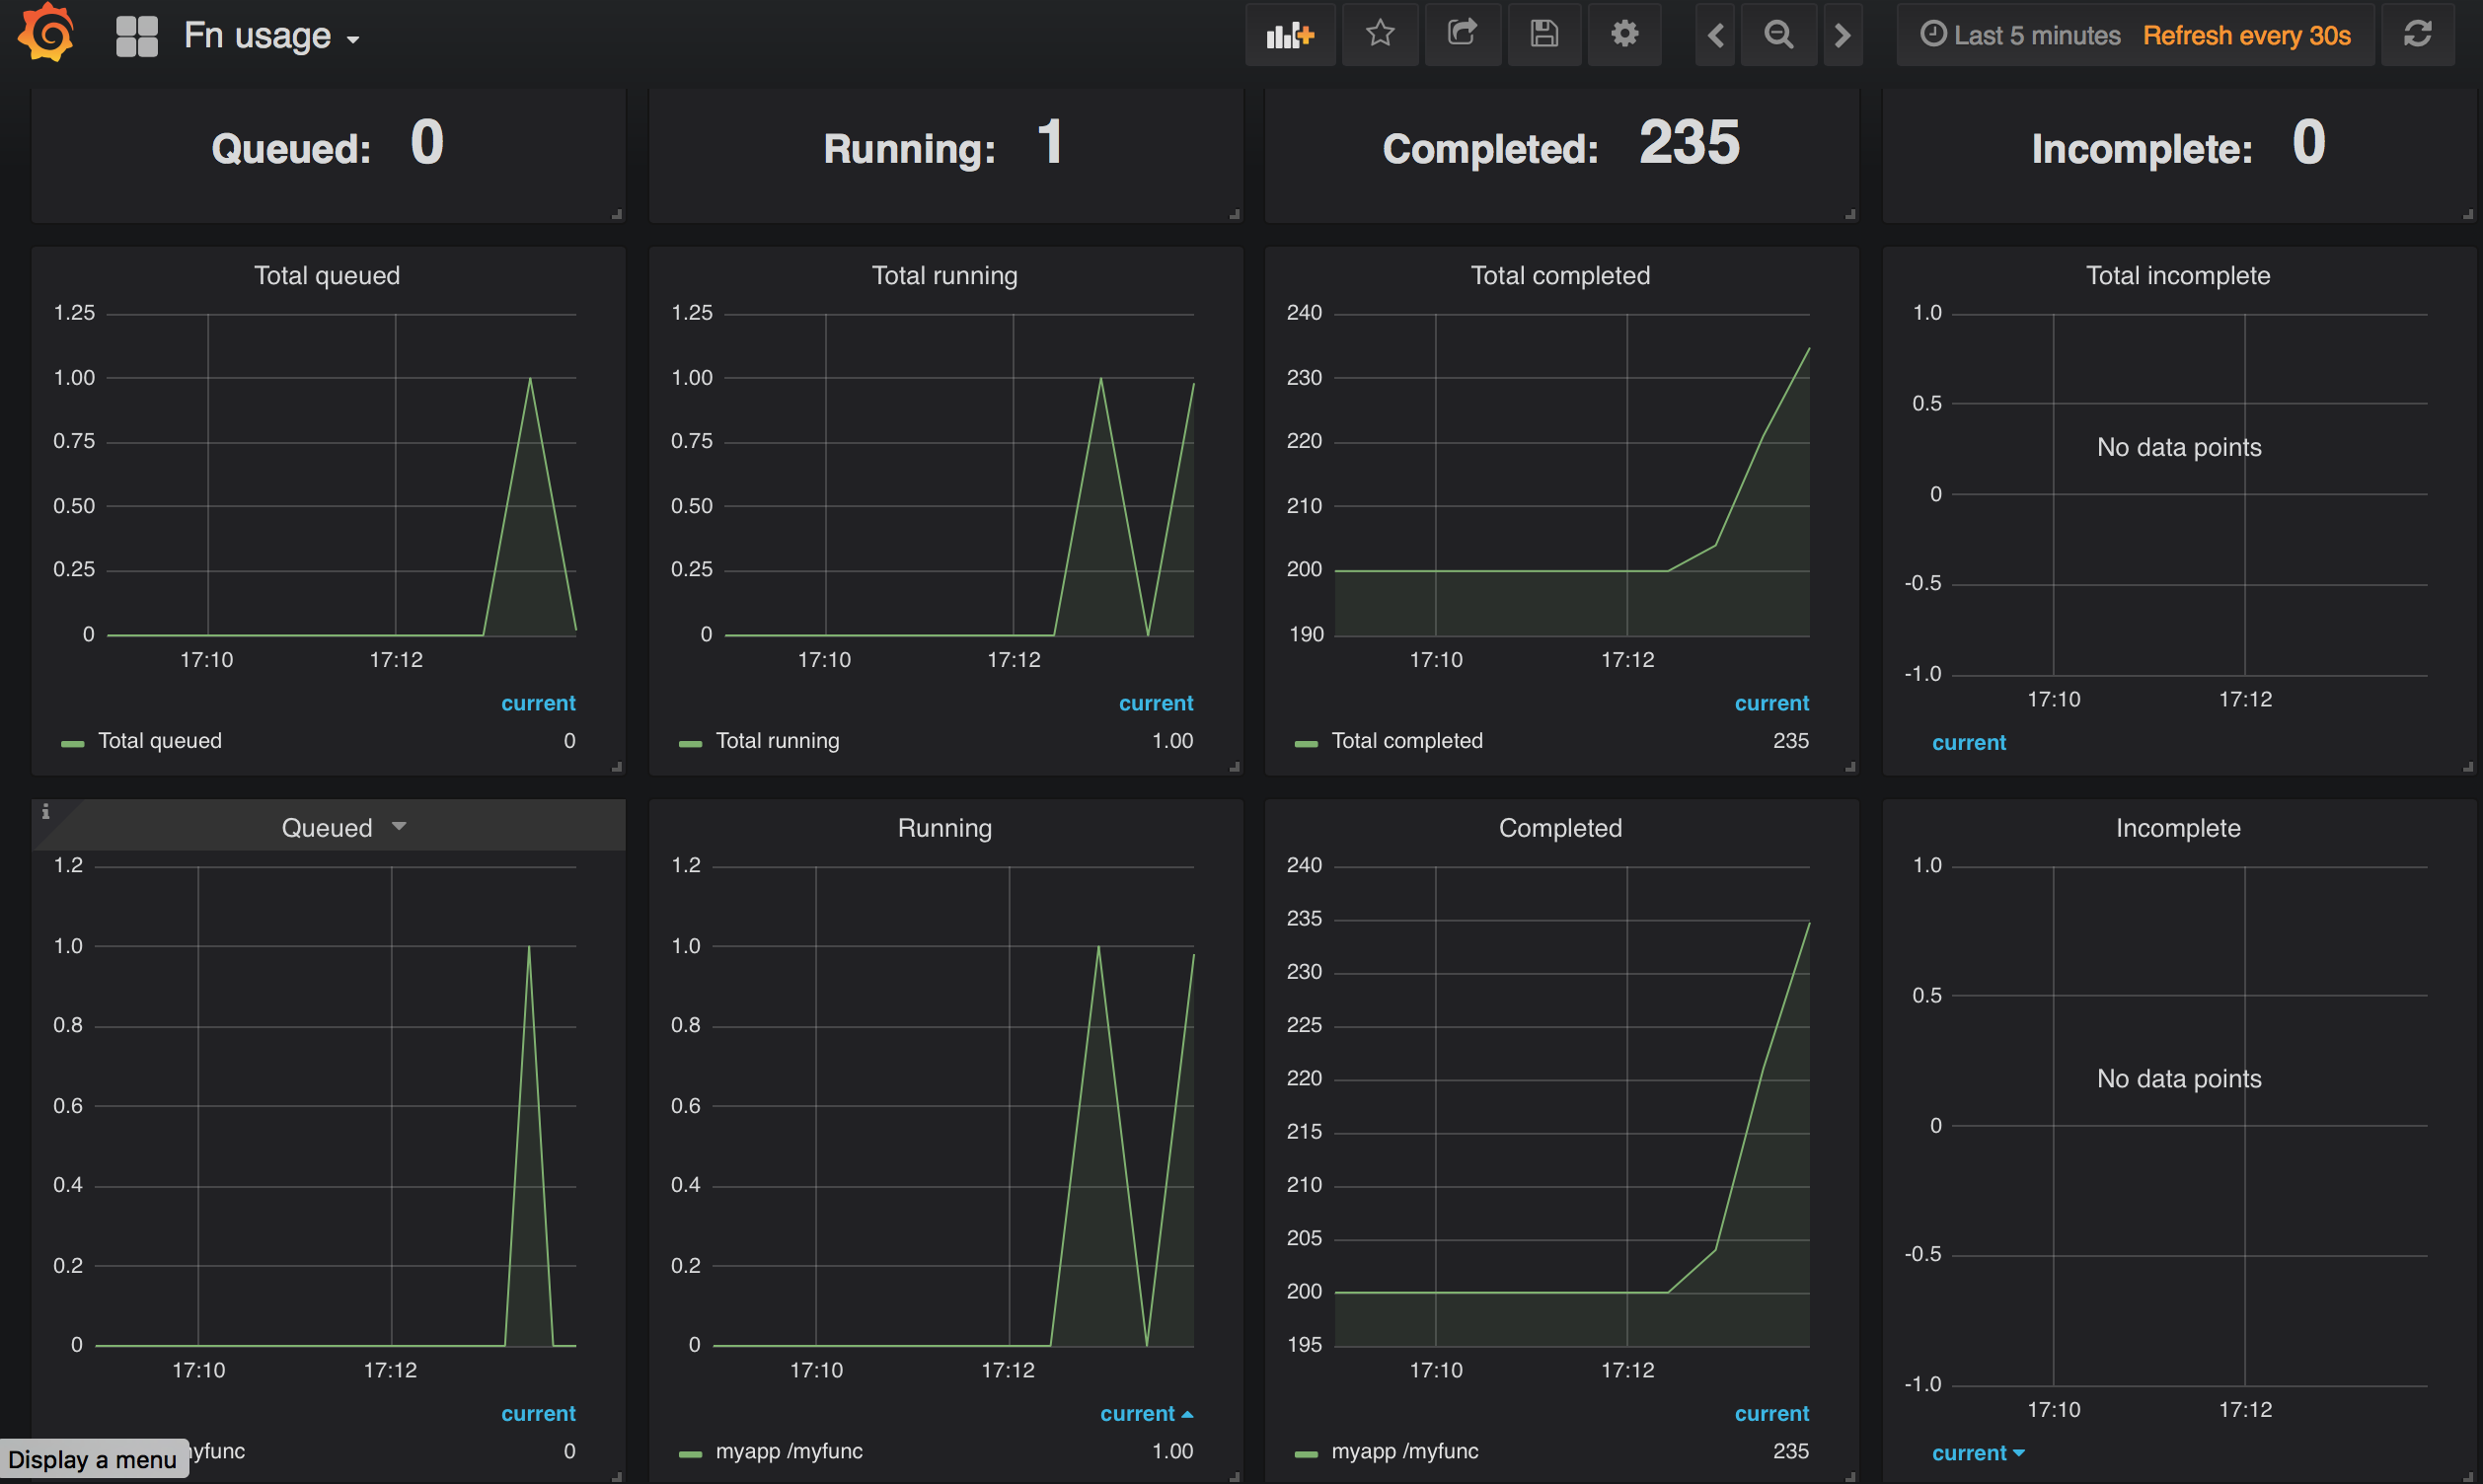 Fn usage
Last 5 minutes Refresh every 30s
Queued: 0
Running: 1
Completed: 235
Incomplete: 0
Total queued
1.25
1.00
0.75
0.50
0.25
0
17:10 17:12
current
Total queued 0
Total running
1.25
1.00
0.75
0.50
0.25
0
17:10 17:12
current
Total running 1.00
Total completed
240
230
220
210
200
190
17:10 17:12
current
Total completed 235
Total incomplete
1.0
0.5
No data points
0
-0.5
-1.0
17:10 17:12
current
i
Queued
1.2
1.0
0.8
0.6
0.4
0.2
0
17:10 17:12
current
Display a menu
yfunc 0
Running
1.2
1.0
0.8
0.6
0.4
0.2
0
17:10 17:12
current
myapp /myfunc 1.00
Completed
240
235
230
225
220
215
210
205
200
195
17:10 17:12
current
myapp /myfunc 235
Incomplete
1.0
0.5
No data points
0
-0.5
-1.0
17:10 17:12
current